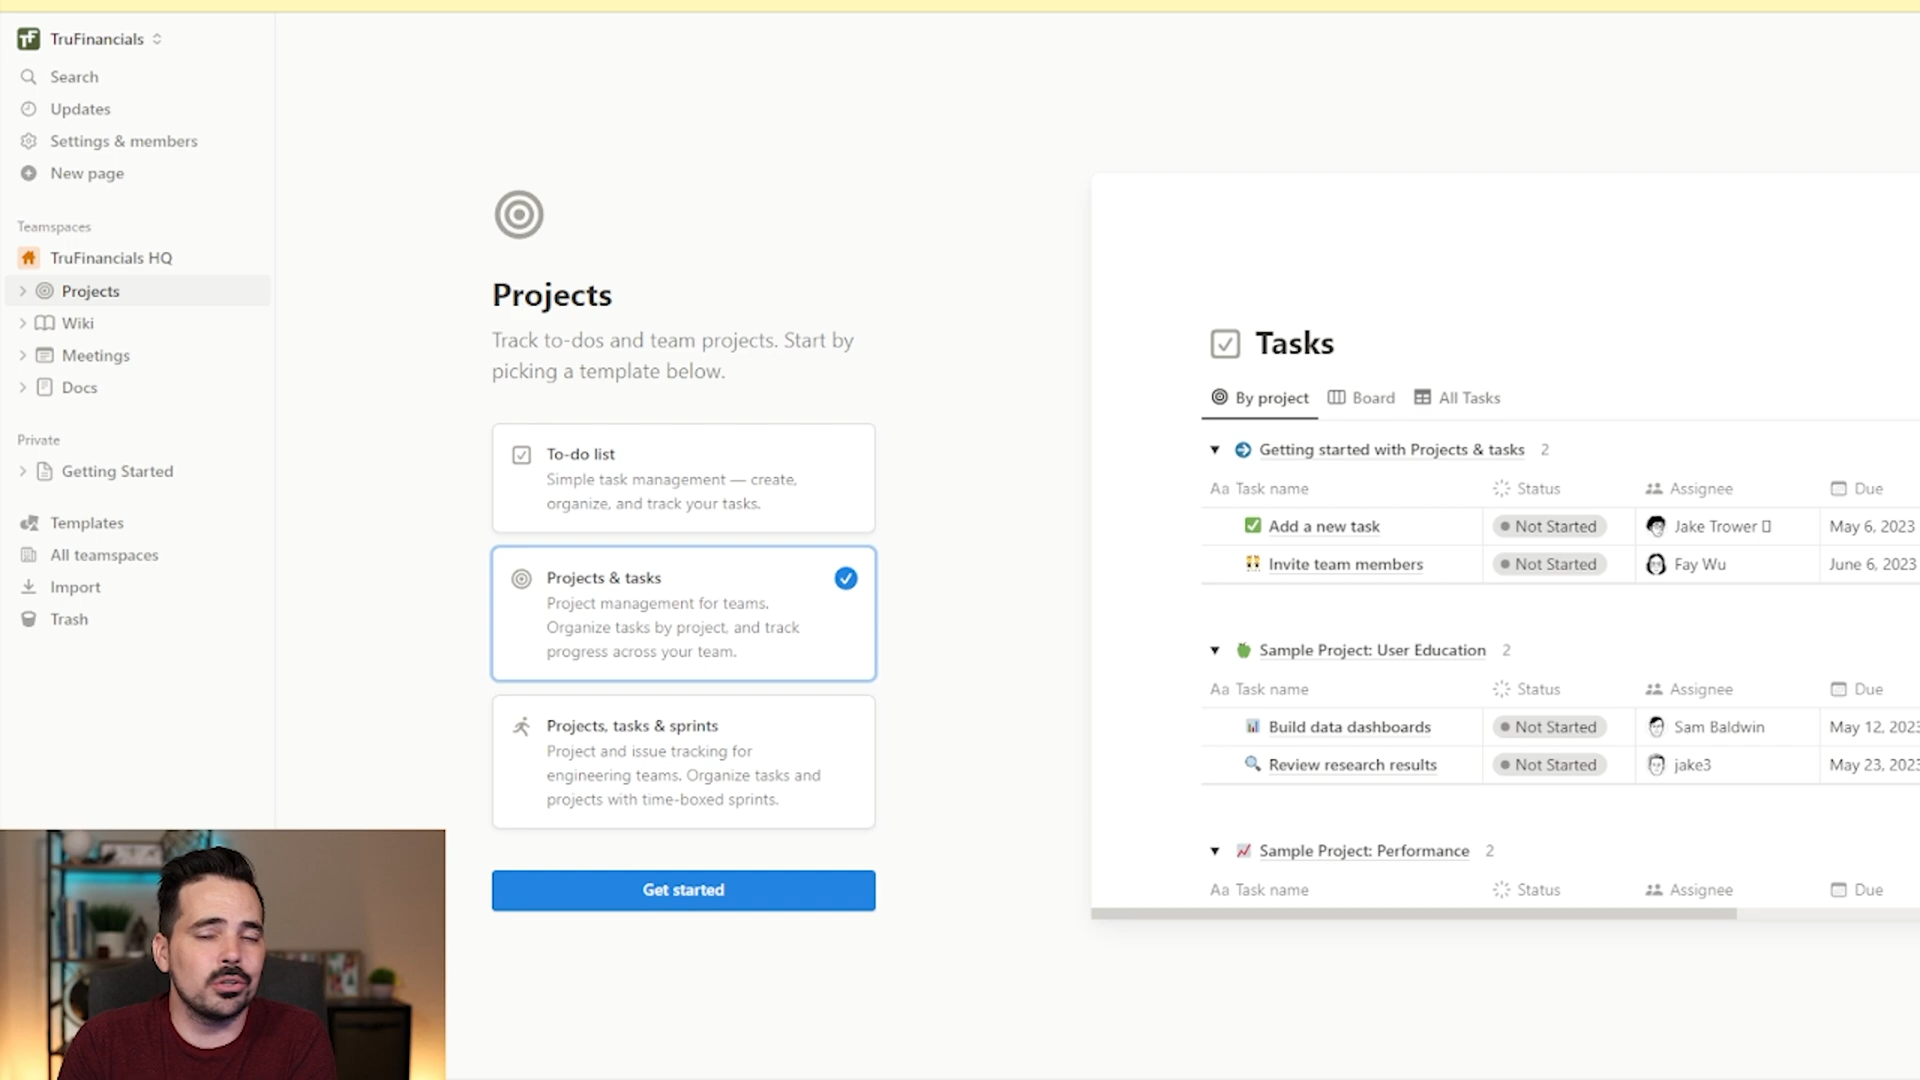 TruFinancials
Search
Updates
Settings & members
New page
Teamspaces
TruFinancials HQ
Projects
Wiki
Meetings
Docs
Private
Getting Started
Templates
All teamspaces
Import
Trash
Projects
Track to-dos and team projects. Start by
picking a template below.
To-do list
Simple task management — create,
organize, and track your tasks.
Projects & tasks
Project management for teams.
Organize tasks by project, and track
progress across your team.
Projects, tasks & sprints
Project and issue tracking for
engineering teams. Organize tasks and
projects with time-boxed sprints.
Get started
Tasks
By project Board All Tasks
Getting started with Projects & tasks 2
Aa Task name Status Assignee Due
Add a new task Not Started Jake Trower May 6, 2023
Invite team members Not Started Fay Wu June 6, 2023
Sample Project: User Education 2
Aa Task name Status Assignee Due
Build data dashboards Not Started Sam Baldwin May 12, 2023
Review research results Not Started jake3 May 23, 2023
Sample Project: Performance 2
Aa Task name Status Assignee Due